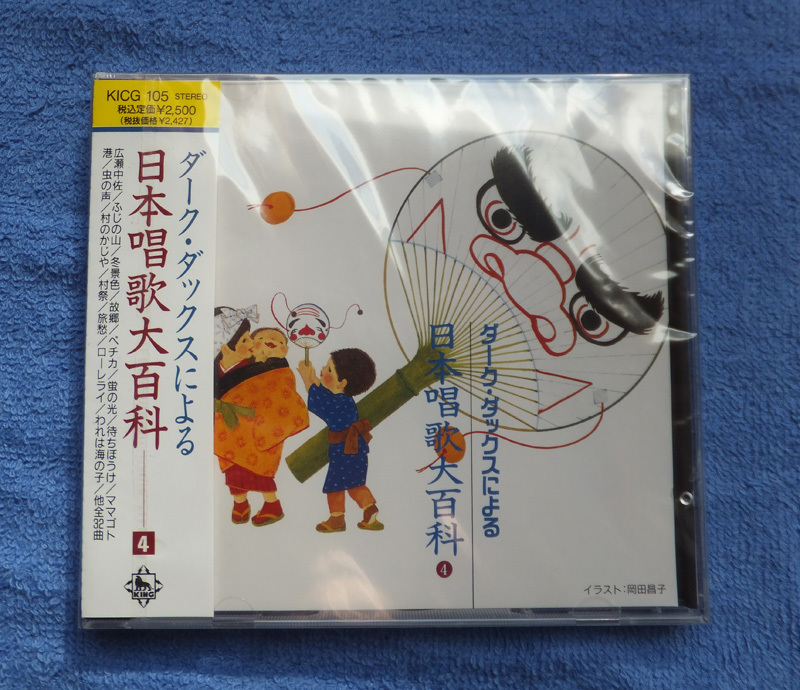 KICG 105 STEREO
税込定価¥2,500
(税抜価格¥2,427)
ダーク・ダックスによる
日本唱歌大百科
4
広瀬中佐/ふじの山/冬景色/故郷/ペチカ/蛍の光/待ちぼうけ/ママゴト
港/虫の声/村のかじや/村祭/旅愁/ローレライ/われは海の子/他全32曲
KING
ダーク・ダックスによる
日本唱歌大百科
4
イラスト:岡田昌子